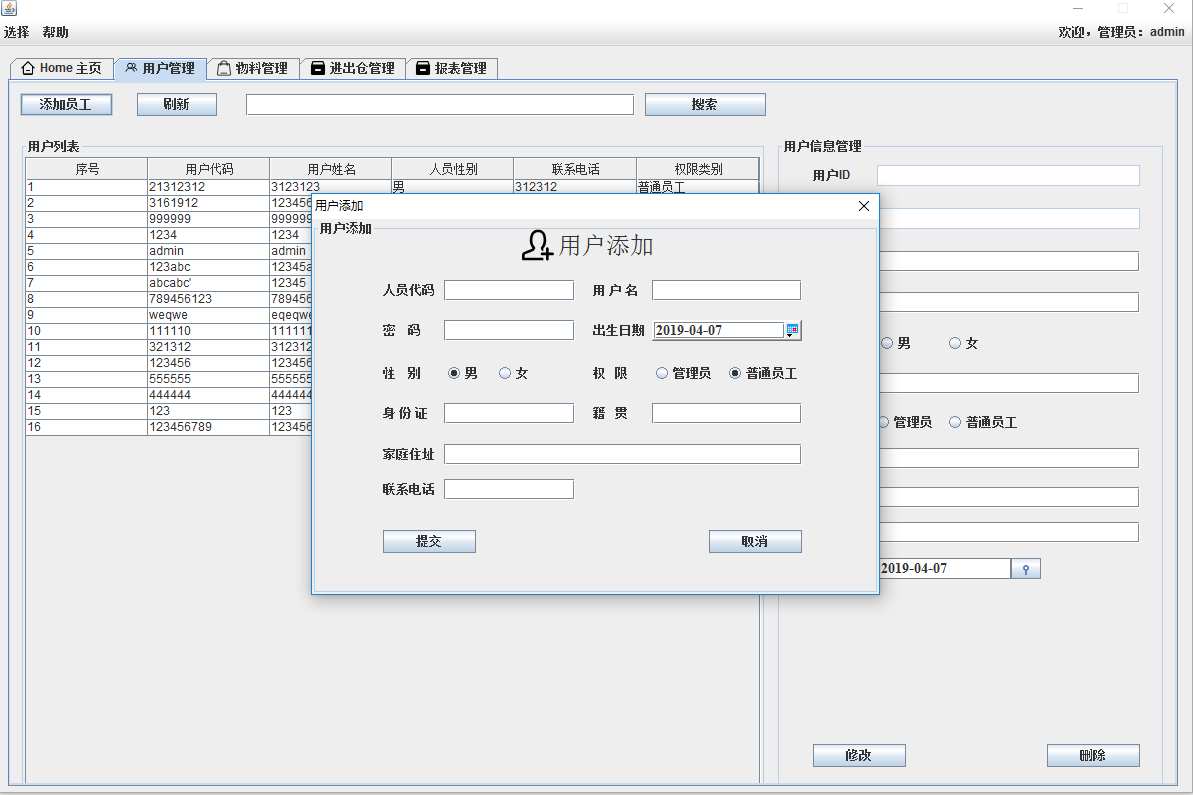 选择 帮助 欢迎，管理员：admin
Home 主页 用户管理 物料管理 进出仓管理 报表管理
添加员工 刷新 搜索
用户列表 用户信息管理
序号 用户代码 用户姓名 人员性别 联系电话 权限类别
用户ID
1 21312312 3123123 男 312312 普通员工
2 3161912 123456
3 999999 999999
4 1234 1234
5 admin admin
6 123abc 12345a
7 abcabc' 12345
8 789456123 789456
9 weqwe eqeqwe
10 111110 111111
11 321312 312312
12 123456 123456
13 555555 555555
14 444444 444444
15 123 123
16 123456789 123456
用户添加
用户添加
用户添加
人员代码 用 户 名
密 码 出生日期 2019-04-07
性 别 男 女 权 限 管理员 普通员工
身 份 证 籍 贯
家庭住址
联系电话
提交 取消
男 女
管理员 普通员工
2019-04-07
修改 删除